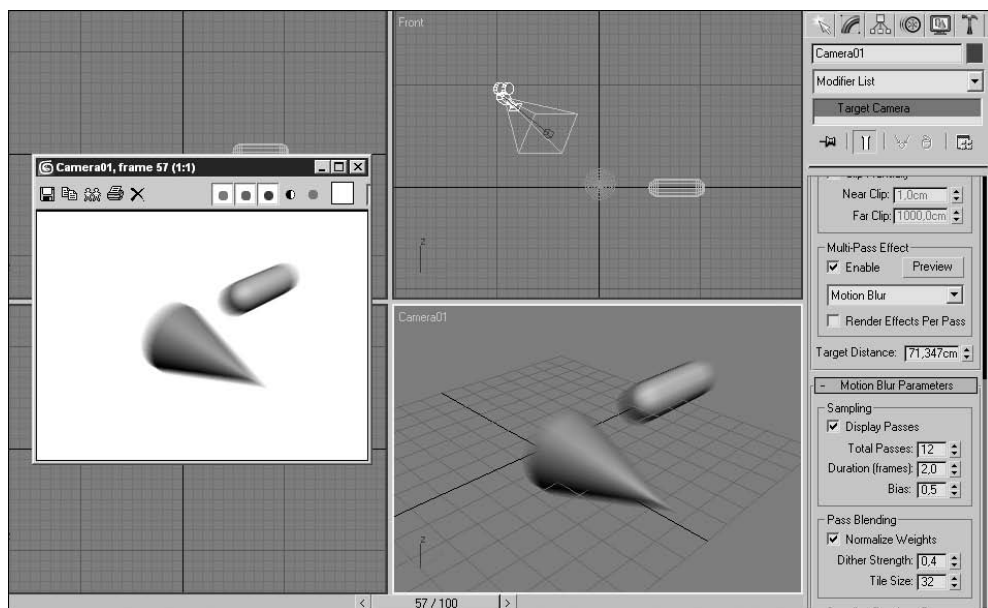 Front
Camera01, frame 57 (1:1)
Camera01
57 / 100
Camera01
Modifier List
Target Camera
Near Clip: 1,0cm
Far Clip: 1000,0cm
Multi-Pass Effect
Enable
Preview
Motion Blur
Render Effects Per Pass
Target Distance: 71,347cm
- Motion Blur Parameters
Sampling
Display Passes
Total Passes: 12
Duration (frames): 2,0
Bias: 0,5
Pass Blending
Normalize Weights
Dither Strength: 0,4
Tile Size: 32